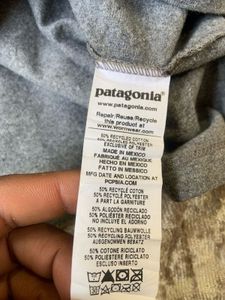 patagonia®
www.patagonia.com
Repair/Reuse/Recycle
this product at
www.wornwear.com
50% RECYCLED COTTON
50% RECYCLED POLYESTER
EXCLUSIVE OF TRIM
MADE IN MEXICO
FABRIQUÉ AU MEXIQUE
HECHO EN MEXICO
FATTO IN MESSICO
MFG DATE AND LOCATION AT
PCPSIA.COM
50% RECYCLE COTON
50% RECYCLE POLYESTER
A PART LA GARNITURE
50% ALGODÓN RECICLADO
50% POLIÉSTER RECICLADO
NO INCLUYE EL ADORNO
50% RECYCLING BAUMWOLLE
50% RECYCLING POLYESTER
AUSGENOMMEN BESATZ
50% COTONE RICICLATO
50% POLIESTERE RICICLATO
ESCLUSO INSERTO